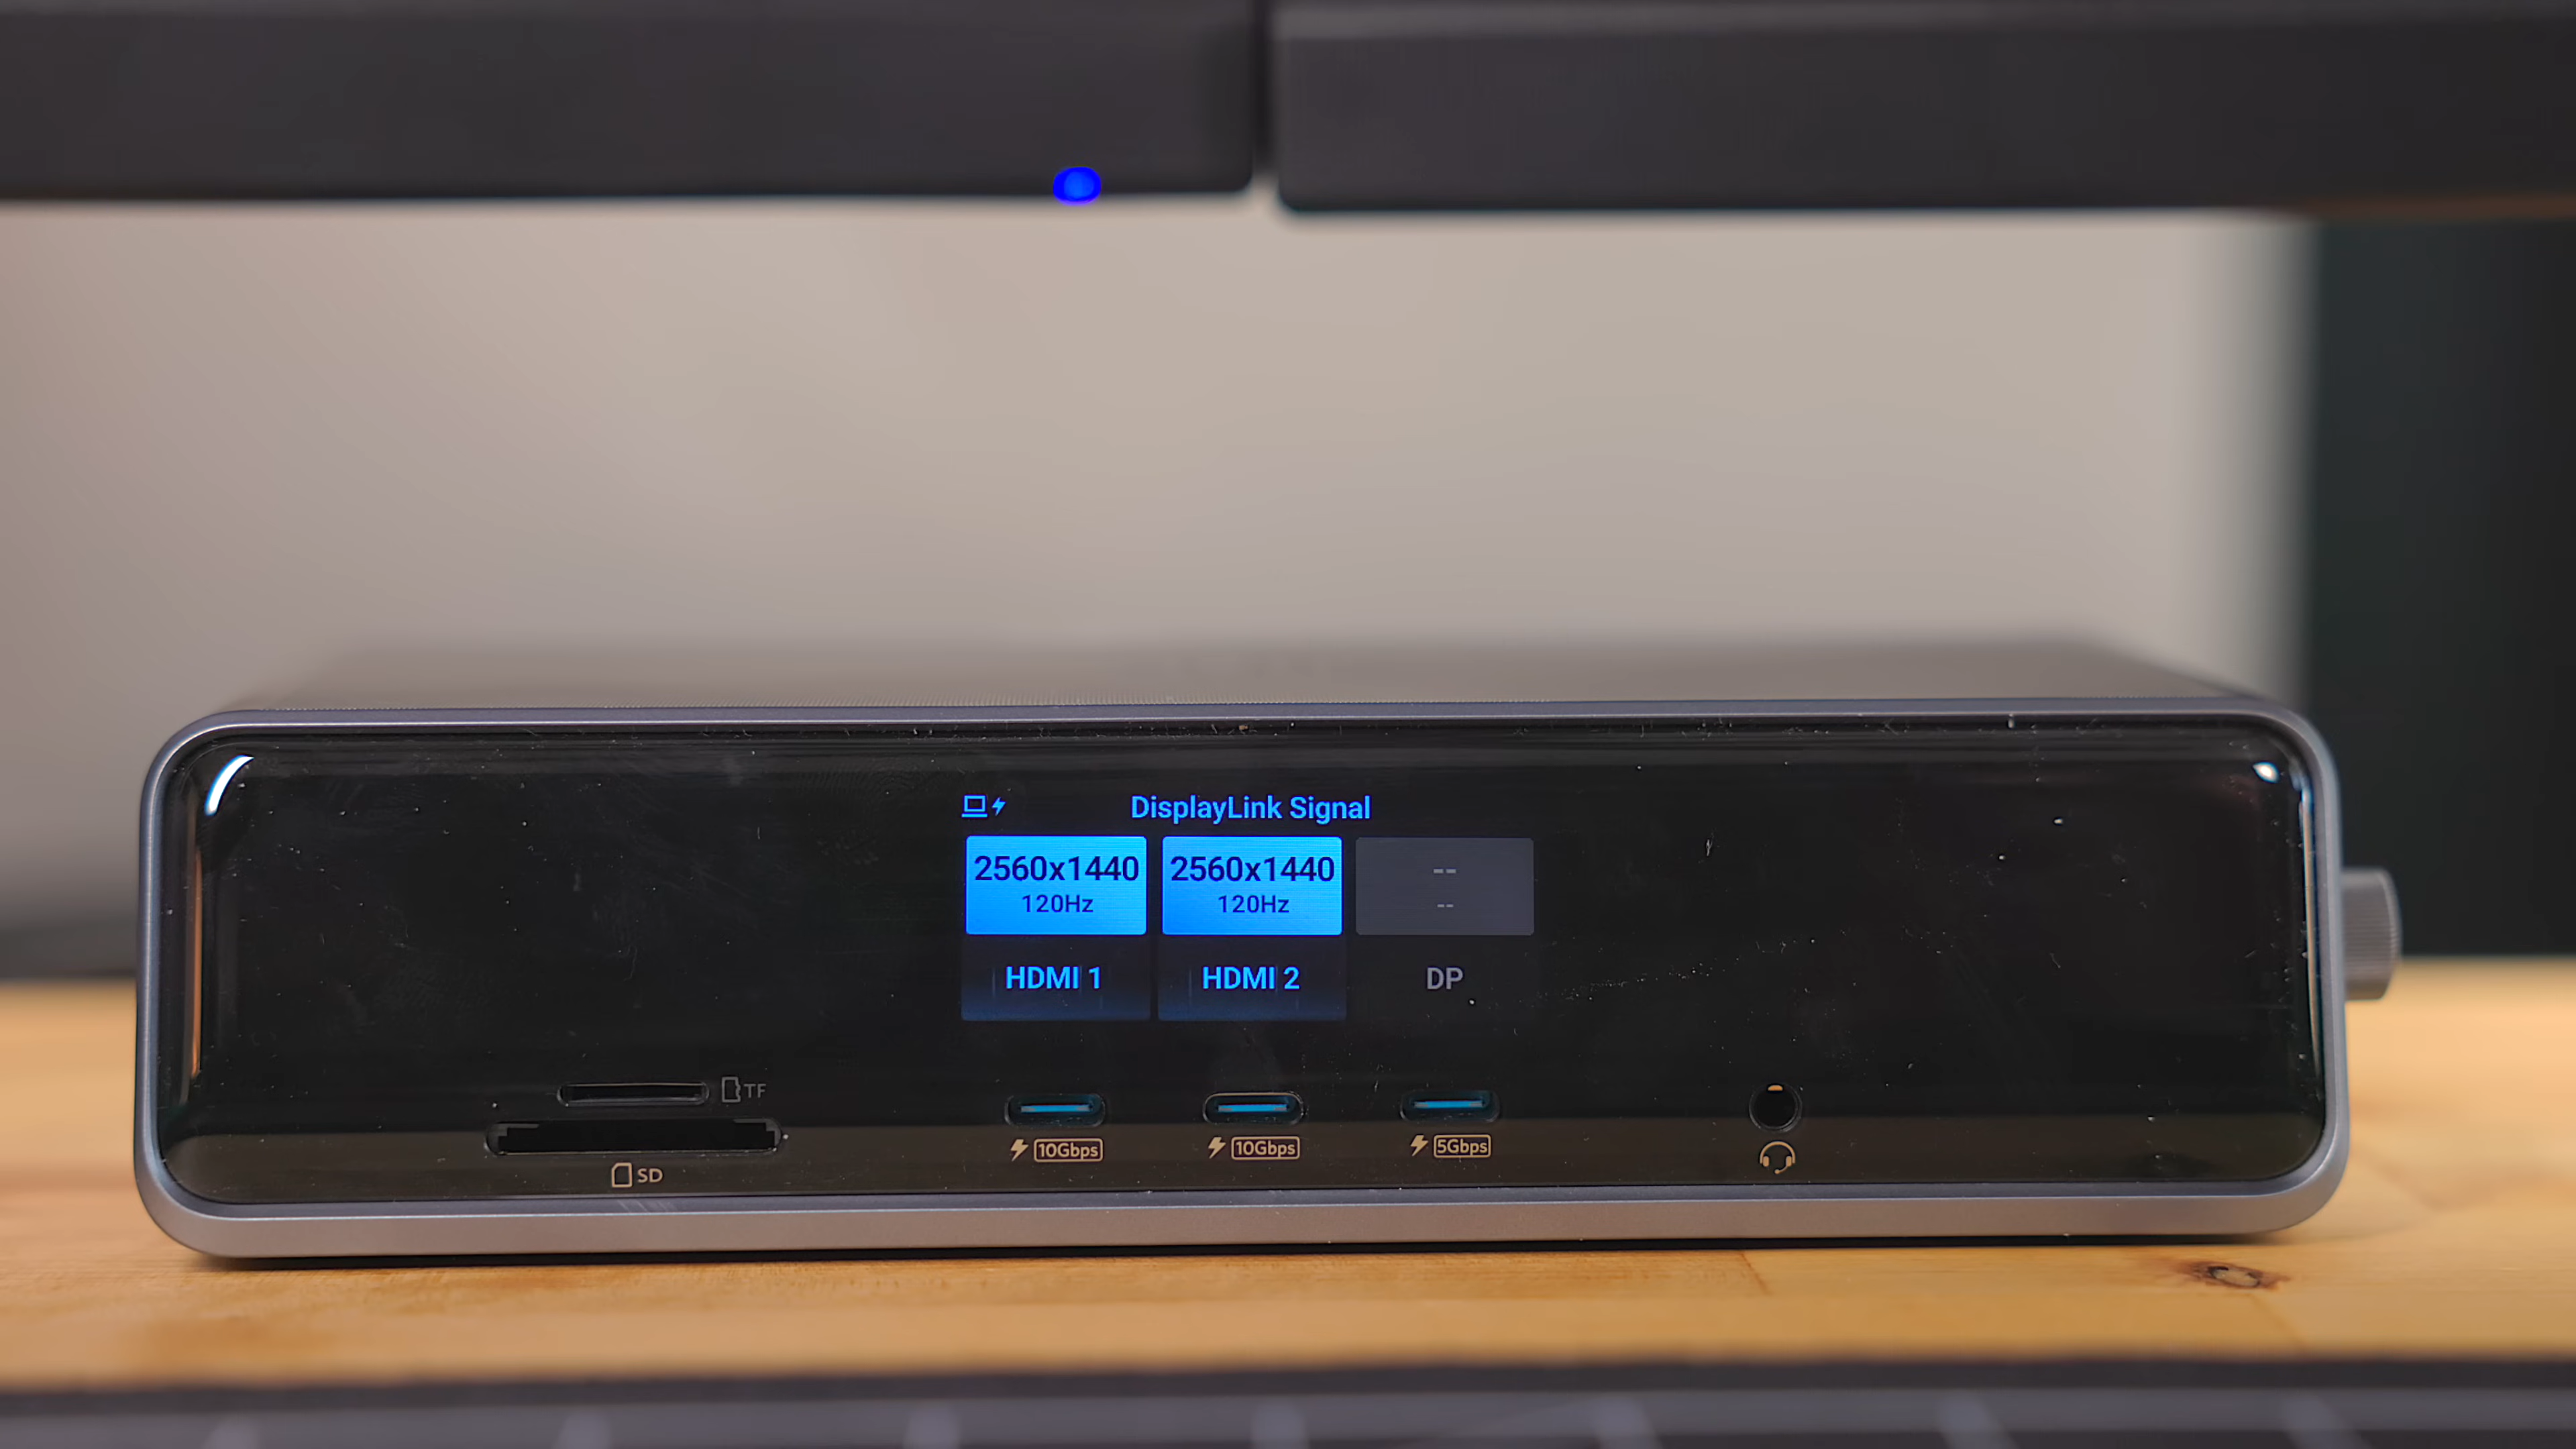 DisplayLink Signal
2560x1440 2560x1440 --
120Hz 120Hz --
HDMI 1 HDMI 2 DP
TF
10Gbps 10Gbps 5Gbps
SD